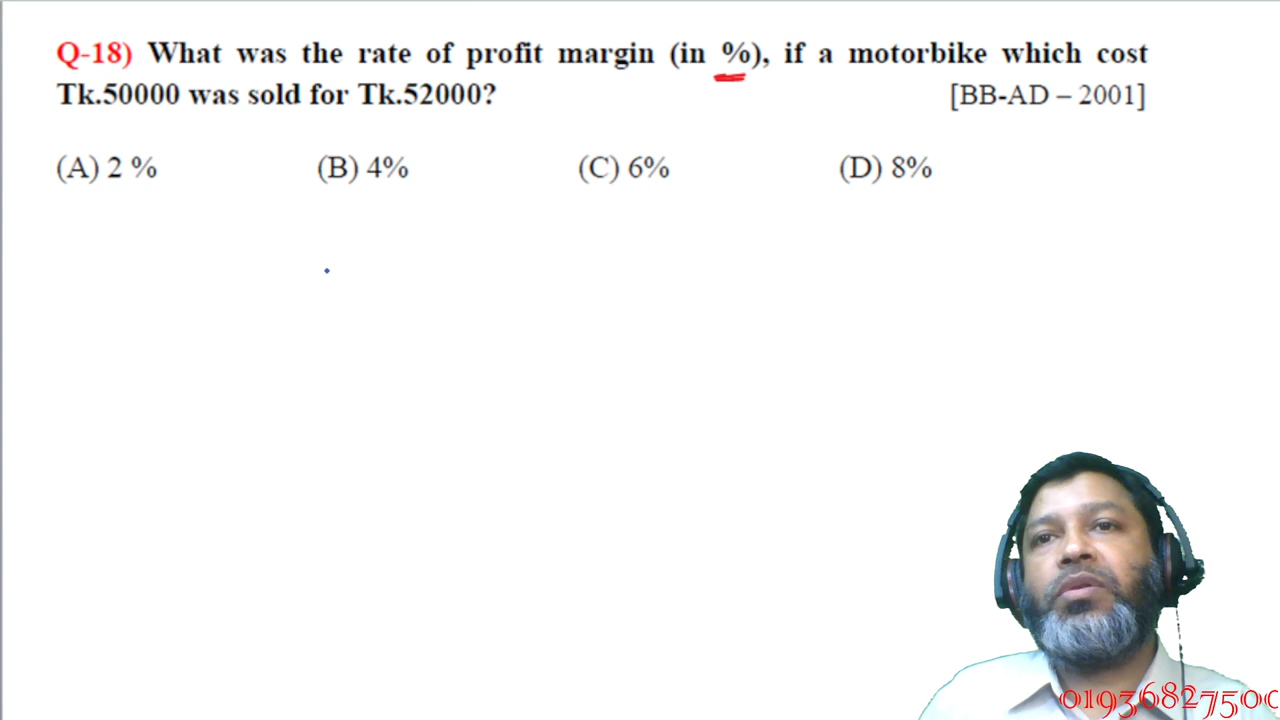 Q-18) What was the rate of profit margin (in %), if a motorbike which cost
Tk.50000 was sold for Tk.52000? [BB-AD – 2001]
(A) 2 % (B) 4% (C) 6% (D) 8%
01936827500